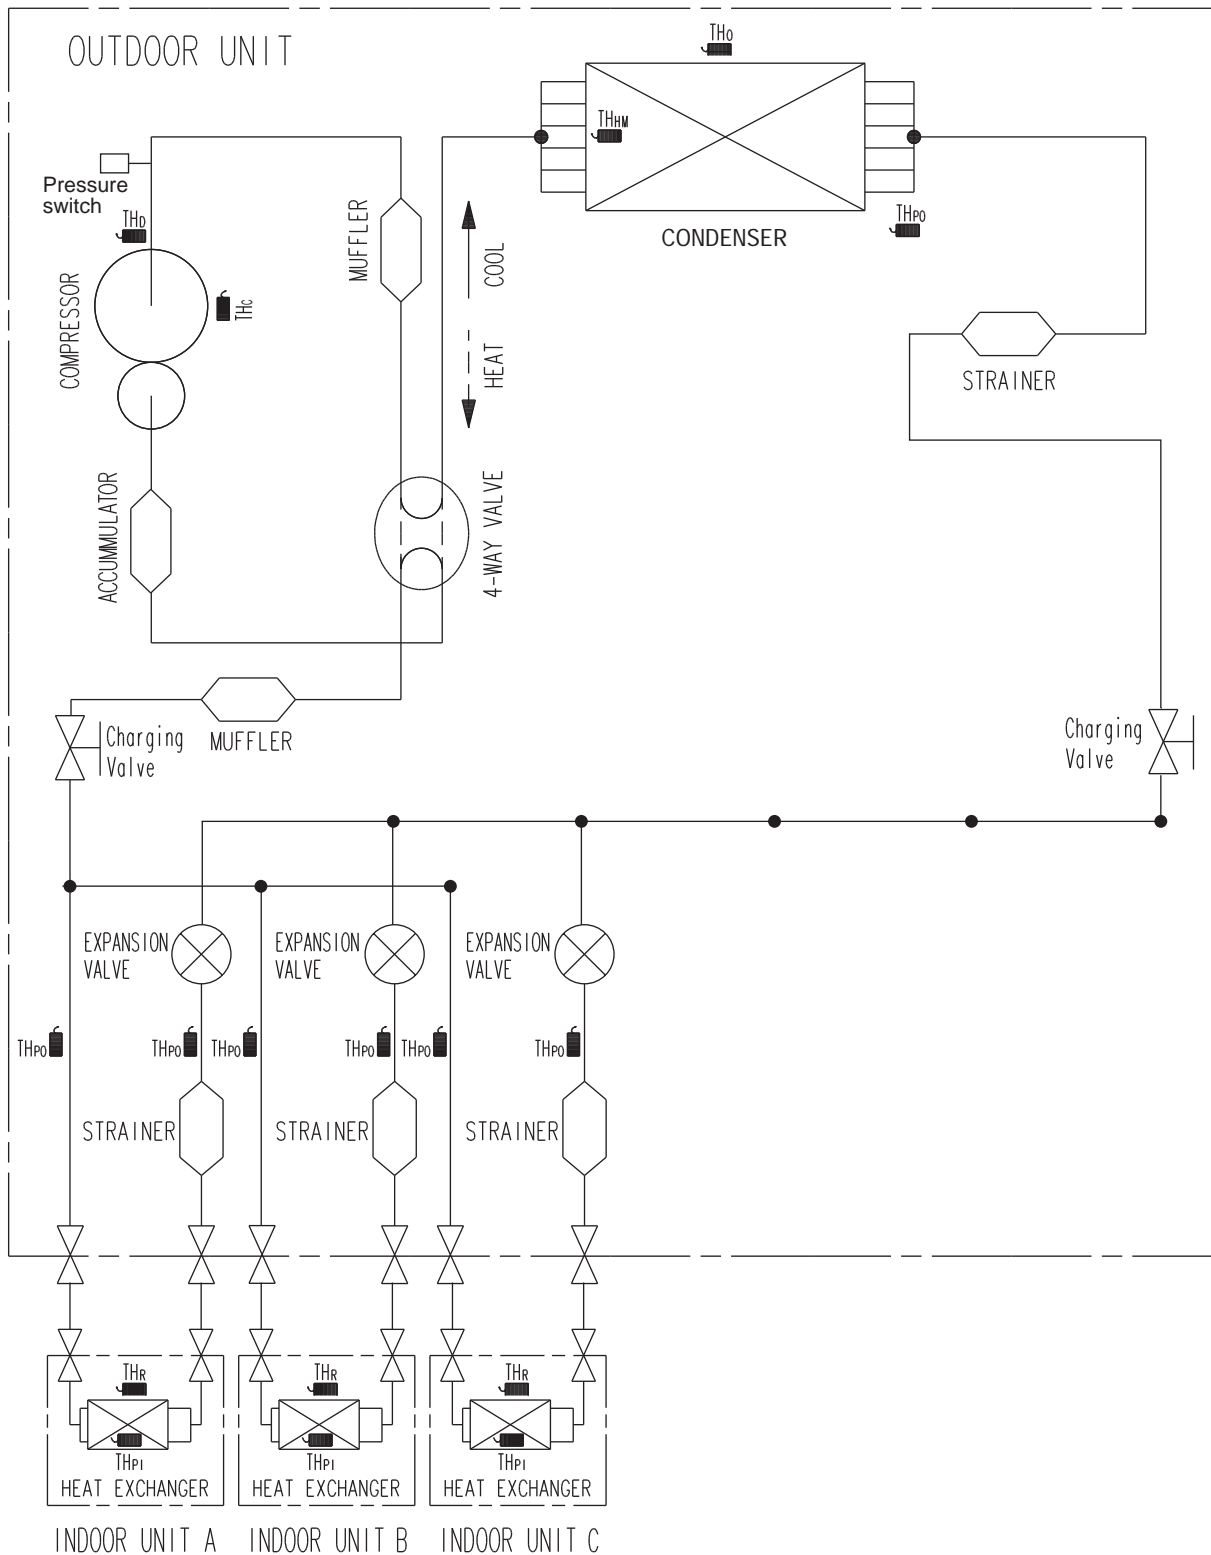 OUTDOOR UNIT
THO
THHM
Pressure
switch
THD
THC
COMPRESSOR
MUFFLER
COOL
HEAT
CONDENSER
THPO
STRAINER
ACCUMMULATOR
4-WAY VALVE
MUFFLER
Charging
Valve
Charging
Valve
EXPANSION
VALVE
EXPANSION
VALVE
EXPANSION
VALVE
THPO
THPO
THPO
THPO
THPO
THPO
STRAINER
STRAINER
STRAINER
THR
THR
THR
THPI
THPI
THPI
HEAT EXCHANGER
HEAT EXCHANGER
HEAT EXCHANGER
INDOOR UNIT A
INDOOR UNIT B
INDOOR UNIT C